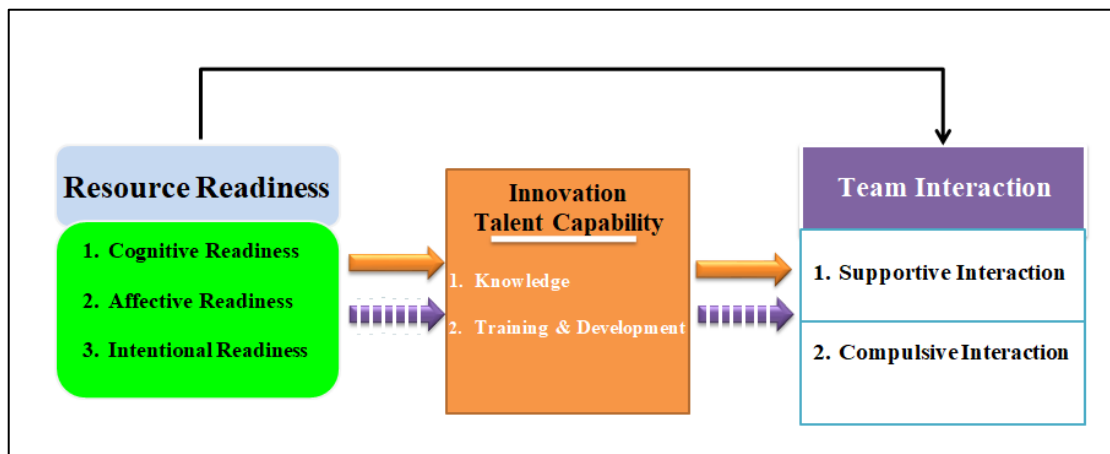 Resource Readiness
1. Cognitive Readiness
2. Affective Readiness
3. Intentional Readiness
Innovation
Talent Capability
1. Knowledge
2. Training & Development
Team Interaction
1. Supportive Interaction
2. Compulsive Interaction